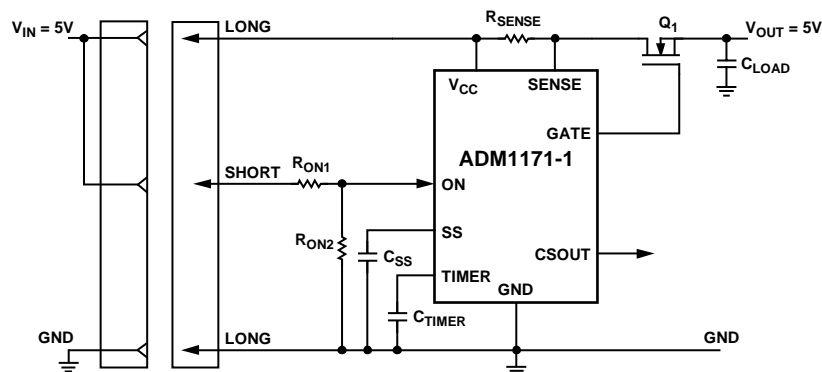 V_IN = 5V
LONG
R_SENSE
Q_1
V_OUT = 5V
C_LOAD
V_CC
SENSE
GATE
ADM1171-1
SHORT
R_ON1
ON
R_ON2
SS
C_SS
CSOUT
TIMER
GND
C_TIMER
GND
LONG
GND